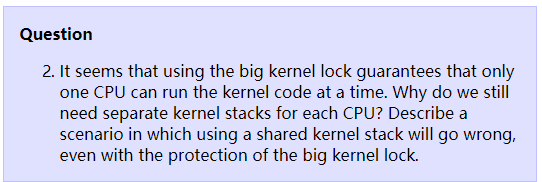 Question
2. It seems that using the big kernel lock guarantees that only
one CPU can run the kernel code at a time. Why do we still
need separate kernel stacks for each CPU? Describe a
scenario in which using a shared kernel stack will go wrong,
even with the protection of the big kernel lock.